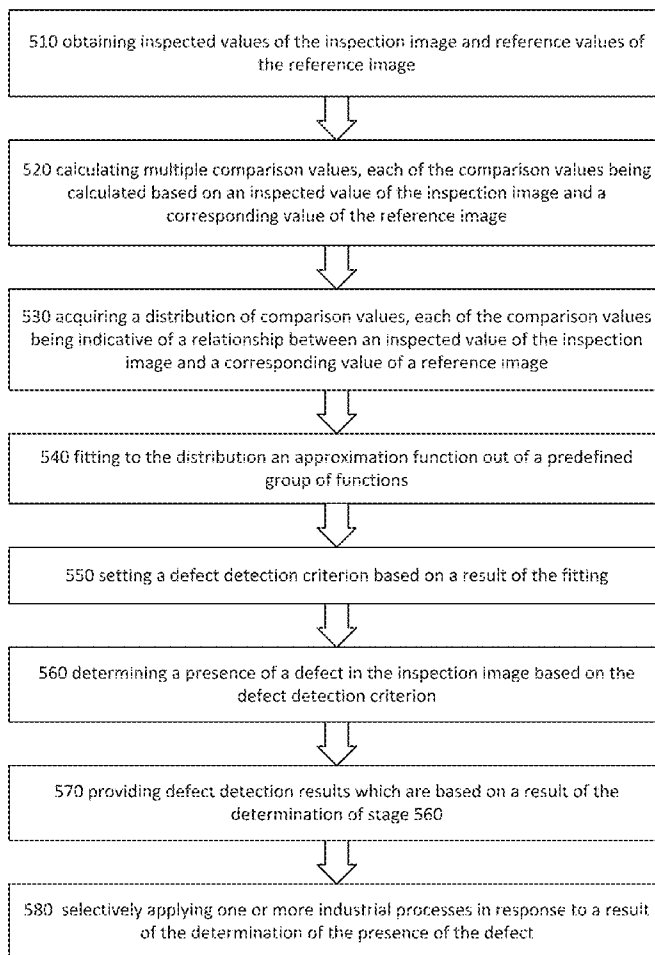 510 obtaining inspected values of the inspection image and reference values of
the reference image
520 calculating multiple comparison values, each of the comparison values being
calculated based on an inspected value of the inspection image and a
corresponding value of the reference image
530 acquiring a distribution of comparison values, each of the comparison values
being indicative of a relationship between an inspected value of the inspection
image and a corresponding value of a reference image
540 fitting to the distribution an approximation function out of a predefined
group of functions
550 setting a defect detection criterion based on a result of the fitting
560 determining a presence of a defect in the inspection image based on the
defect detection criterion
570 providing defect detection results which are based on a result of the
determination of stage 560
580 selectively applying one or more industrial processes in response to a result
of the determination of the presence of the defect